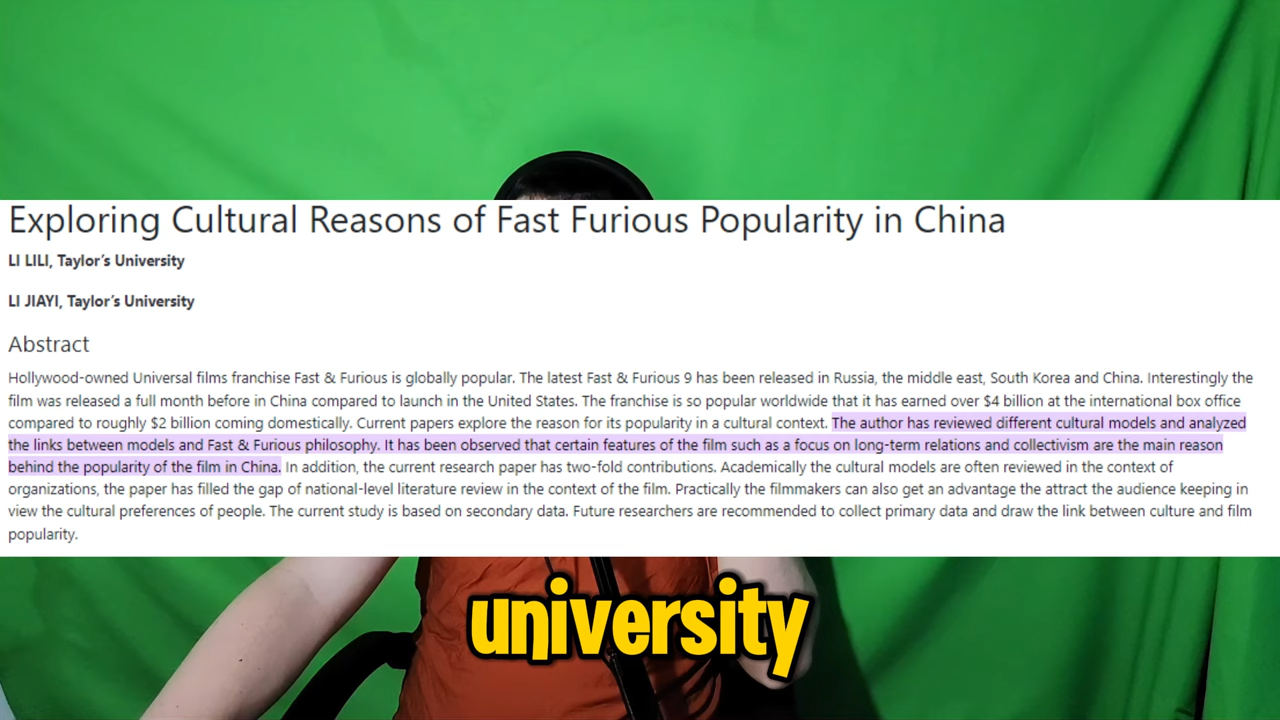 Exploring Cultural Reasons of Fast Furious Popularity in China
LI LILI, Taylor's University
LI JIAYI, Taylor's University
Abstract
Hollywood-owned Universal films franchise Fast & Furious is globally popular. The latest Fast & Furious 9 has been released in Russia, the middle east, South Korea and China. Interestingly the
film was released a full month before in China compared to launch in the United States. The franchise is so popular worldwide that it has earned over $4 billion at the international box office
compared to roughly $2 billion coming domestically. Current papers explore the reason for its popularity in a cultural context. The author has reviewed different cultural models and analyzed
the links between models and Fast & Furious philosophy. It has been observed that certain features of the film such as a focus on long-term relations and collectivism are the main reason
behind the popularity of the film in China. In addition, the current research paper has two-fold contributions. Academically the cultural models are often reviewed in the context of
organizations, the paper has filled the gap of national-level literature review in the context of the film. Practically the filmmakers can also get an advantage the attract the audience keeping in
view the cultural preferences of people. The current study is based on secondary data. Future researchers are recommended to collect primary data and draw the link between culture and film
popularity.
university